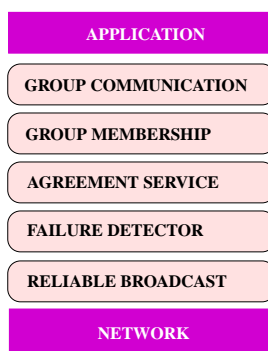 APPLICATION
GROUP COMMUNICATION
GROUP MEMBERSHIP
AGREEMENT SERVICE
FAILURE DETECTOR
RELIABLE BROADCAST
NETWORK